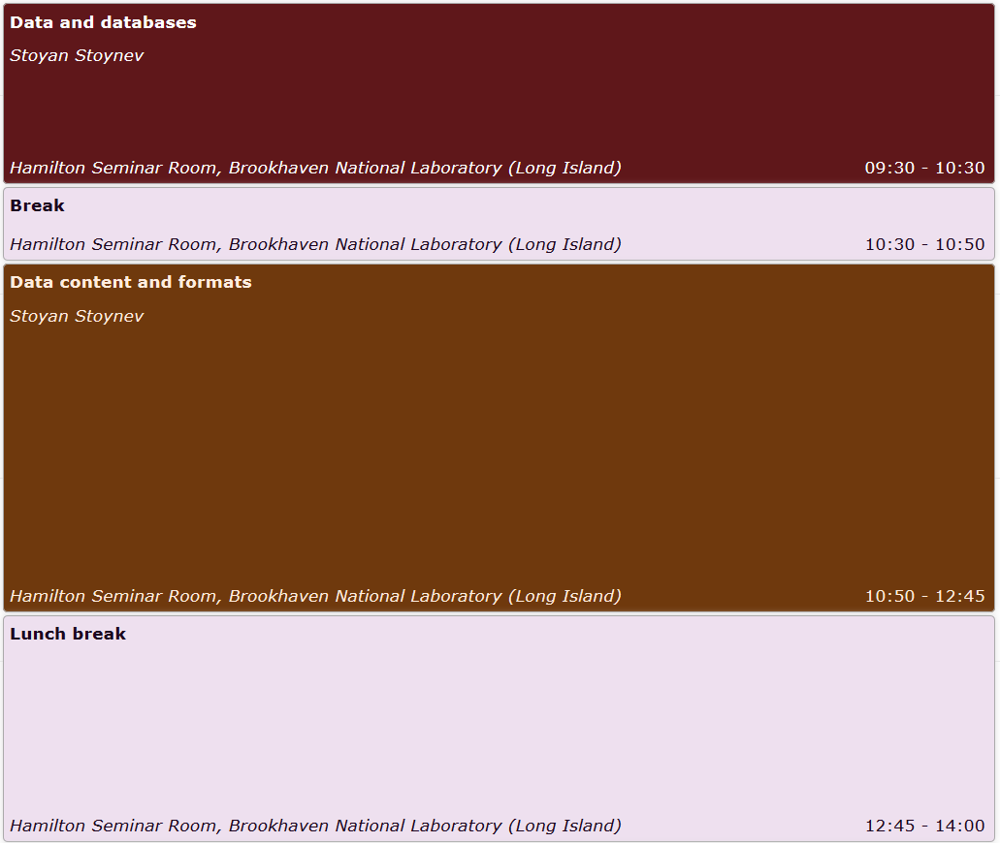 Data and databases
Stoyan Stoynev
Hamilton Seminar Room, Brookhaven National Laboratory (Long Island) 09:30 - 10:30
Break
Hamilton Seminar Room, Brookhaven National Laboratory (Long Island) 10:30 - 10:50
Data content and formats
Stoyan Stoynev
Hamilton Seminar Room, Brookhaven National Laboratory (Long Island) 10:50 - 12:45
Lunch break
Hamilton Seminar Room, Brookhaven National Laboratory (Long Island) 12:45 - 14:00